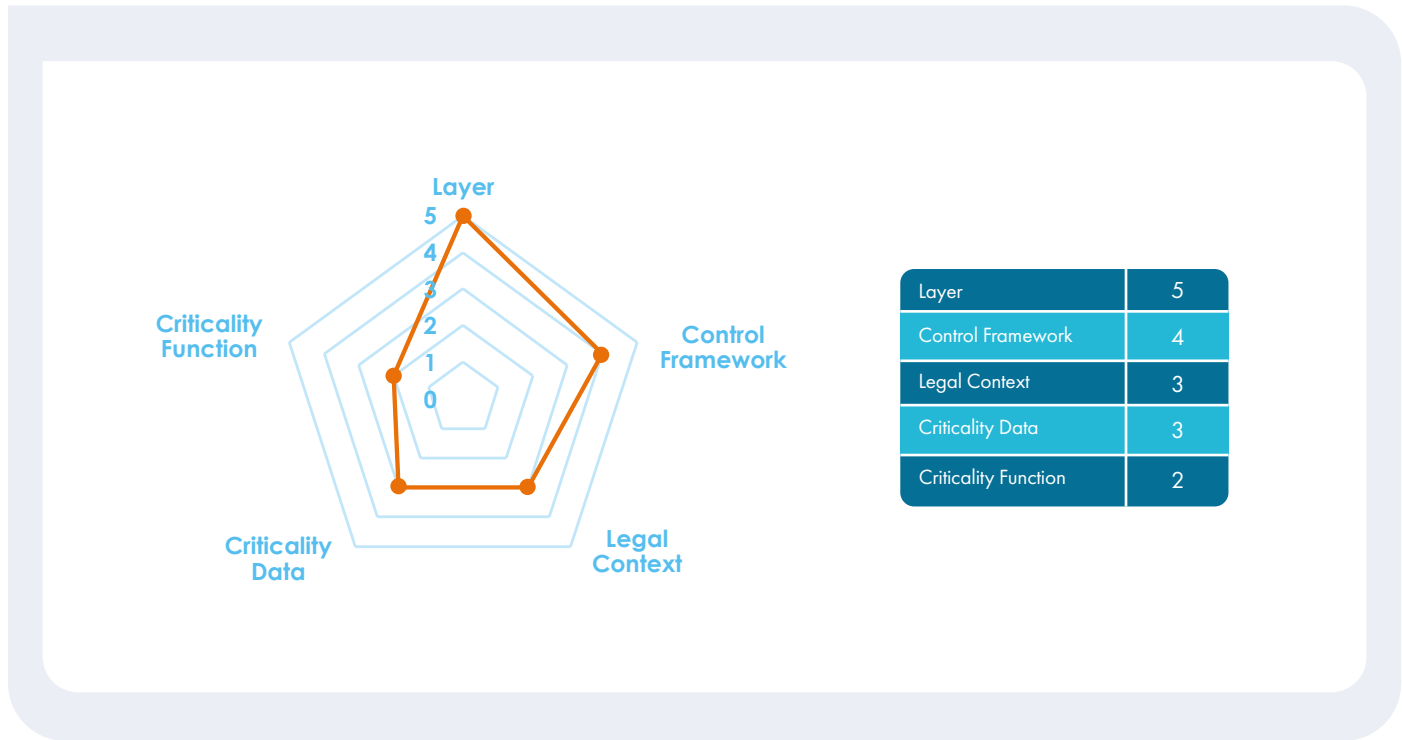 Layer
5
4
3
2
1
0
Criticality
Function
Control
Framework
Criticality
Data
Legal
Context
Layer 5
Control Framework 4
Legal Context 3
Criticality Data 3
Criticality Function 2